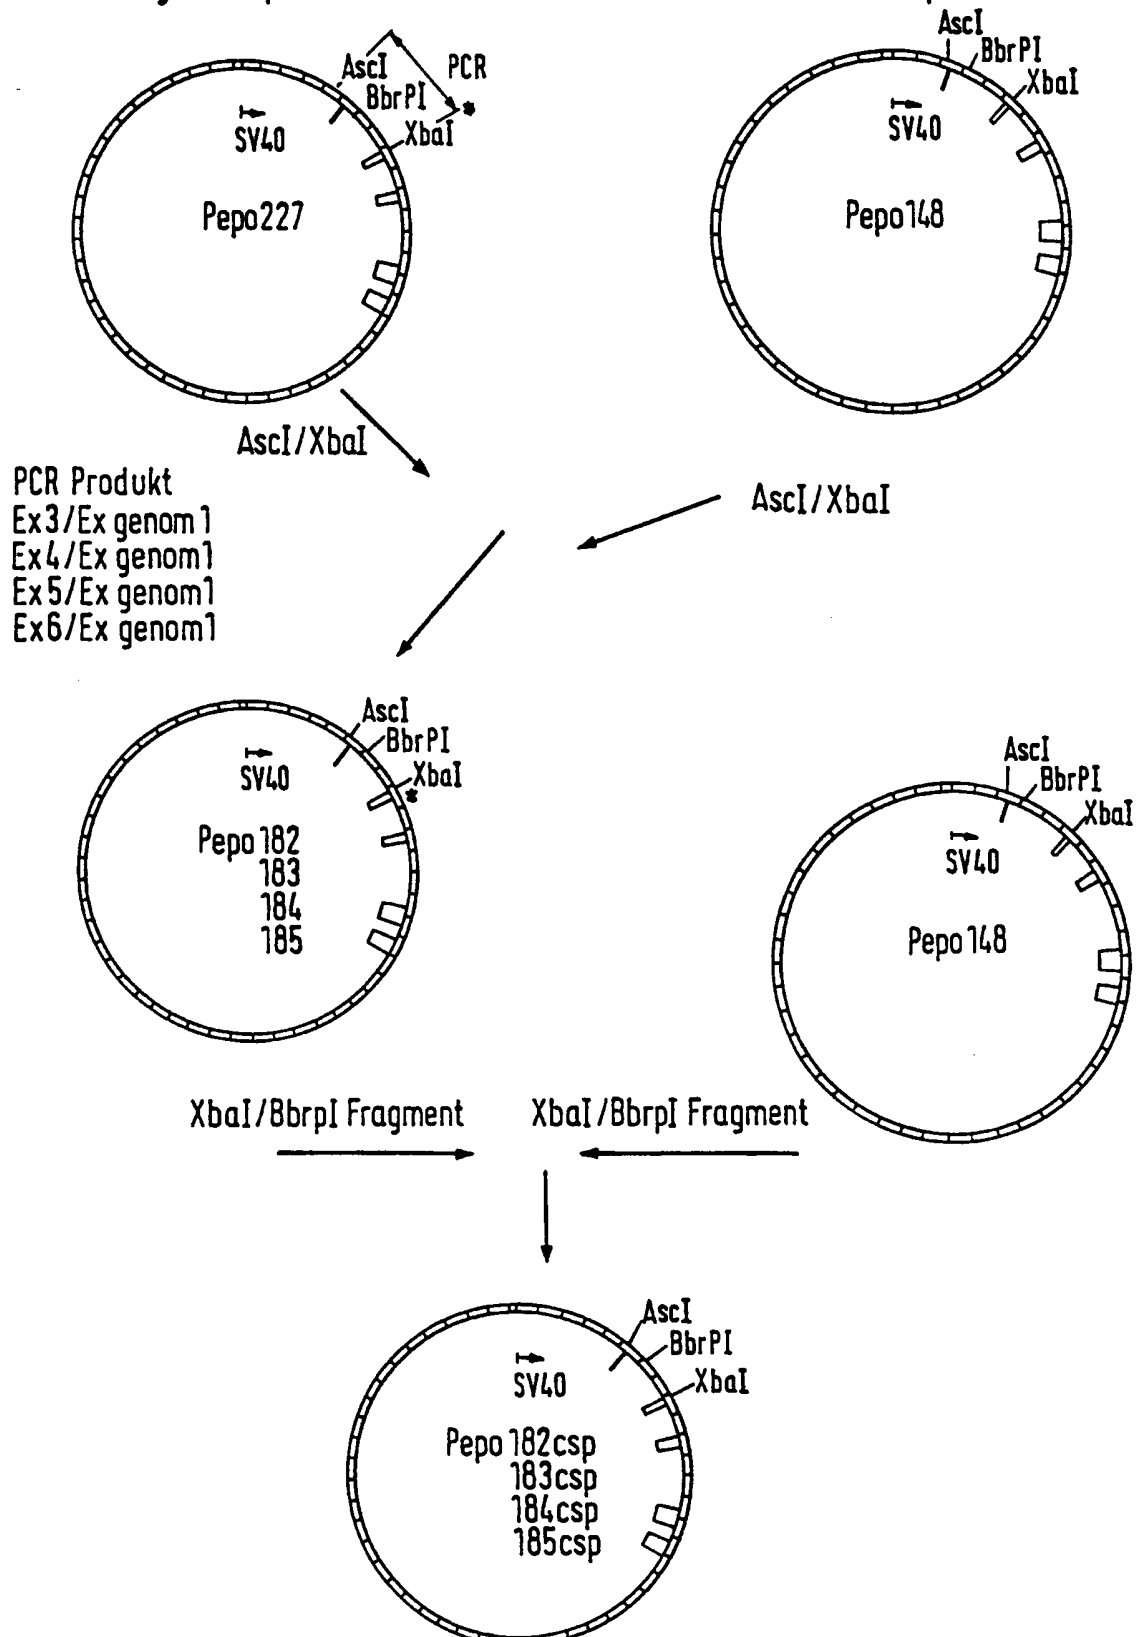 AscI
PCR
BbrPI
*
XbaI
SV40
Pepo227
AscI
BbrPI
XbaI
SV40
Pepo148
AscI/XbaI
AscI/XbaI
PCR Produkt
Ex3/Ex genom1
Ex4/Ex genom1
Ex5/Ex genom1
Ex6/Ex genom1
AscI
BbrPI
XbaI
*
SV40
Pepo182
183
184
185
AscI
BbrPI
XbaI
SV40
Pepo148
XbaI/BbrpI Fragment
XbaI/BbrpI Fragment
AscI
BbrPI
XbaI
SV40
Pepo182csp
183csp
184csp
185csp